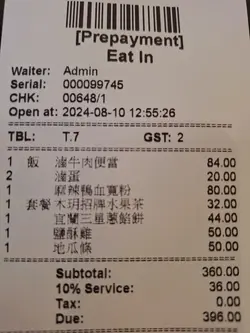 [Prepayment]
Eat In
Waiter: Admin
Serial: 000099745
CHK: 00648/1
Open at: 2024-08-10 12:55:26
TBL: T.7 GST: 2
1 飯 滷牛肉便當 84.00
2 滷蛋 20.00
1 麻辣鴨血寬粉 80.00
1 套餐 木玥招牌水果茶 32.00
1 宜蘭三星蔥餡餅 44.00
1 鹽酥雞 50.00
1 地瓜條 50.00
Subtotal: 360.00
10% Service: 36.00
Tax: 0.00
Due: 396.00